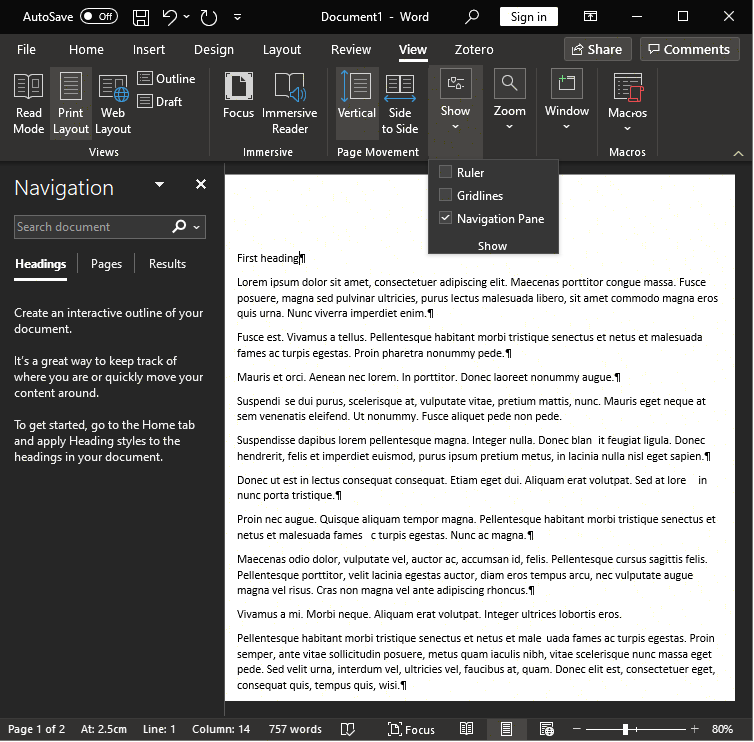 AutoSave Off Document1 - Word Sign in
File Home Insert Design Layout Review View Zotero Share Comments
Read Mode
Print Layout
Web Layout
Outline
Draft
Views
Focus
Immersive Reader
Immersive
Vertical
Side to Side
Page Movement
Show
Zoom
Window
Macros
Macros
Ruler
Gridlines
Navigation Pane
Show
Navigation
Search document
Headings Pages Results
Create an interactive outline of your
document.
It's a great way to keep track of
where you are or quickly move your
content around.
To get started, go to the Home tab
and apply Heading styles to the
headings in your document.
First heading¶
Lorem ipsum dolor sit amet, consectetuer adipiscing elit. Maecenas porttitor congue massa. Fusce
posuere, magna sed pulvinar ultricies, purus lectus malesuada libero, sit amet commodo magna eros
quis urna. Nunc viverra imperdiet enim.¶
Fusce est. Vivamus a tellus. Pellentesque habitant morbi tristique senectus et netus et malesuada
fames ac turpis egestas. Proin pharetra nonummy pede.¶
Mauris et orci. Aenean nec lorem. In porttitor. Donec laoreet nonummy augue.¶
Suspendi se dui purus, scelerisque at, vulputate vitae, pretium mattis, nunc. Mauris eget neque at
sem venenatis eleifend. Ut nonummy. Fusce aliquet pede non pede.
Suspendisse dapibus lorem pellentesque magna. Integer nulla. Donec blan it feugiat ligula. Donec
hendrerit, felis et imperdiet euismod, purus ipsum pretium metus, in lacinia nulla nisl eget sapien.¶
Donec ut est in lectus consequat consequat. Etiam eget dui. Aliquam erat volutpat. Sed at lore in
nunc porta tristique.¶
Proin nec augue. Quisque aliquam tempor magna. Pellentesque habitant morbi tristique senectus et
netus et malesuada fames c turpis egestas. Nunc ac magna.¶
Maecenas odio dolor, vulputate vel, auctor ac, accumsan id, felis. Pellentesque cursus sagittis felis.
Pellentesque porttitor, velit lacinia egestas auctor, diam eros tempus arcu, nec vulputate augue
magna vel risus. Cras non magna vel ante adipiscing rhoncus.¶
Vivamus a mi. Morbi neque. Aliquam erat volutpat. Integer ultrices lobortis eros.
Pellentesque habitant morbi tristique senectus et netus et male uada fames ac turpis egestas. Proin
semper, ante vitae sollicitudin posuere, metus quam iaculis nibh, vitae scelerisque nunc massa eget
pede. Sed velit urna, interdum vel, ultricies vel, faucibus at, quam. Donec elit est, consectetuer eget,
consequat quis, tempus quis, wisi.¶
Page 1 of 2 At: 2.5cm Line: 1 Column: 14 757 words Focus 80%